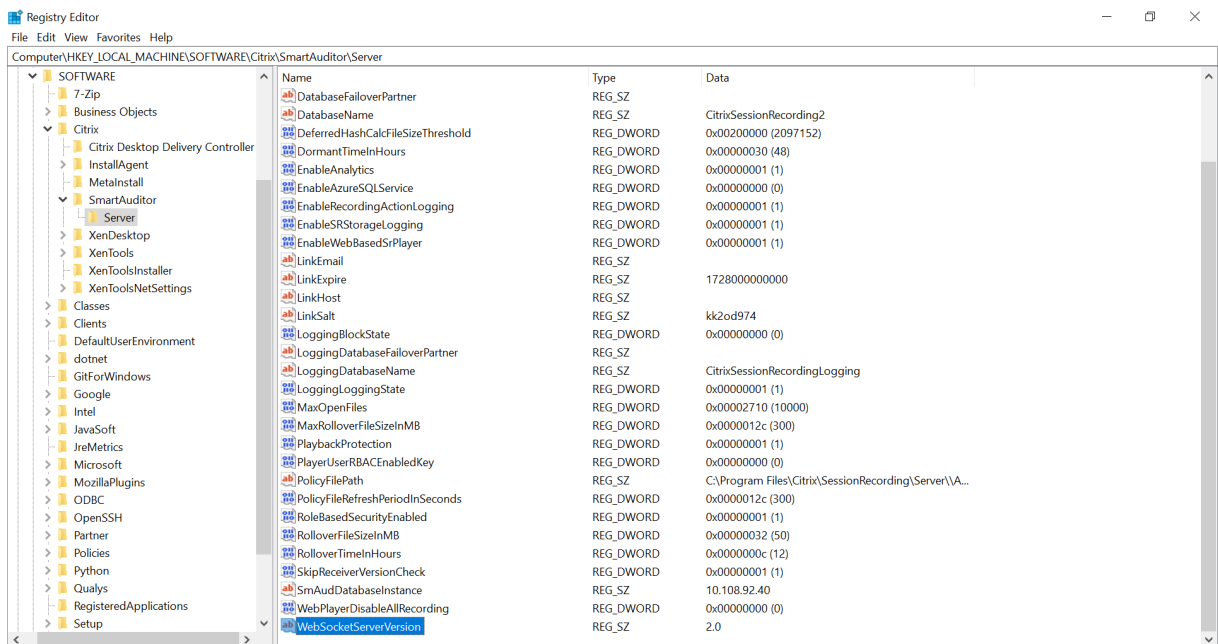 Registry Editor
File Edit View Favorites Help
Computer\HKEY_LOCAL_MACHINE\SOFTWARE\Citrix\SmartAuditor\Server
SOFTWARE
7-Zip
Business Objects
Citrix
Citrix Desktop Delivery Controller
InstallAgent
MetaInstall
SmartAuditor
Server
XenDesktop
XenTools
XenToolsInstaller
XenToolsNetSettings
Classes
Clients
DefaultUserEnvironment
dotnet
GitForWindows
Google
Intel
JavaSoft
JreMetrics
Microsoft
MozillaPlugins
ODBC
OpenSSH
Partner
Policies
Python
Qualys
RegisteredApplications
Setup
Name Type Data
DatabaseFailoverPartner REG_SZ
DatabaseName REG_SZ CitrixSessionRecording2
DeferredHashCalcFileSizeThreshold REG_DWORD 0x00200000 (2097152)
DormantTimeInHours REG_DWORD 0x00000030 (48)
EnableAnalytics REG_DWORD 0x00000001 (1)
EnableAzureSQLService REG_DWORD 0x00000000 (0)
EnableRecordingActionLogging REG_DWORD 0x00000001 (1)
EnableSRStorageLogging REG_DWORD 0x00000001 (1)
EnableWebBasedSrPlayer REG_DWORD 0x00000001 (1)
LinkEmail REG_SZ
LinkExpire REG_SZ 1728000000000
LinkHost REG_SZ
LinkSalt REG_SZ kk2od974
LoggingBlockState REG_DWORD 0x00000000 (0)
LoggingDatabaseFailoverPartner REG_SZ
LoggingDatabaseName REG_SZ CitrixSessionRecordingLogging
LoggingLoggingState REG_DWORD 0x00000001 (1)
MaxOpenFiles REG_DWORD 0x00002710 (10000)
MaxRolloverFileSizeInMB REG_DWORD 0x0000012c (300)
PlaybackProtection REG_DWORD 0x00000001 (1)
PlayerUserRBACEnabledKey REG_DWORD 0x00000000 (0)
PolicyFilePath REG_SZ C:\Program Files\Citrix\SessionRecording\Server\\A...
PolicyFileRefreshPeriodInSeconds REG_DWORD 0x0000012c (300)
RoleBasedSecurityEnabled REG_DWORD 0x00000001 (1)
RolloverFileSizeInMB REG_DWORD 0x00000032 (50)
RolloverTimeInHours REG_DWORD 0x0000000c (12)
SkipReceiverVersionCheck REG_DWORD 0x00000001 (1)
SmAudDatabaseInstance REG_SZ 10.108.92.40
WebPlayerDisableAllRecording REG_DWORD 0x00000000 (0)
WebSocketServerVersion REG_SZ 2.0